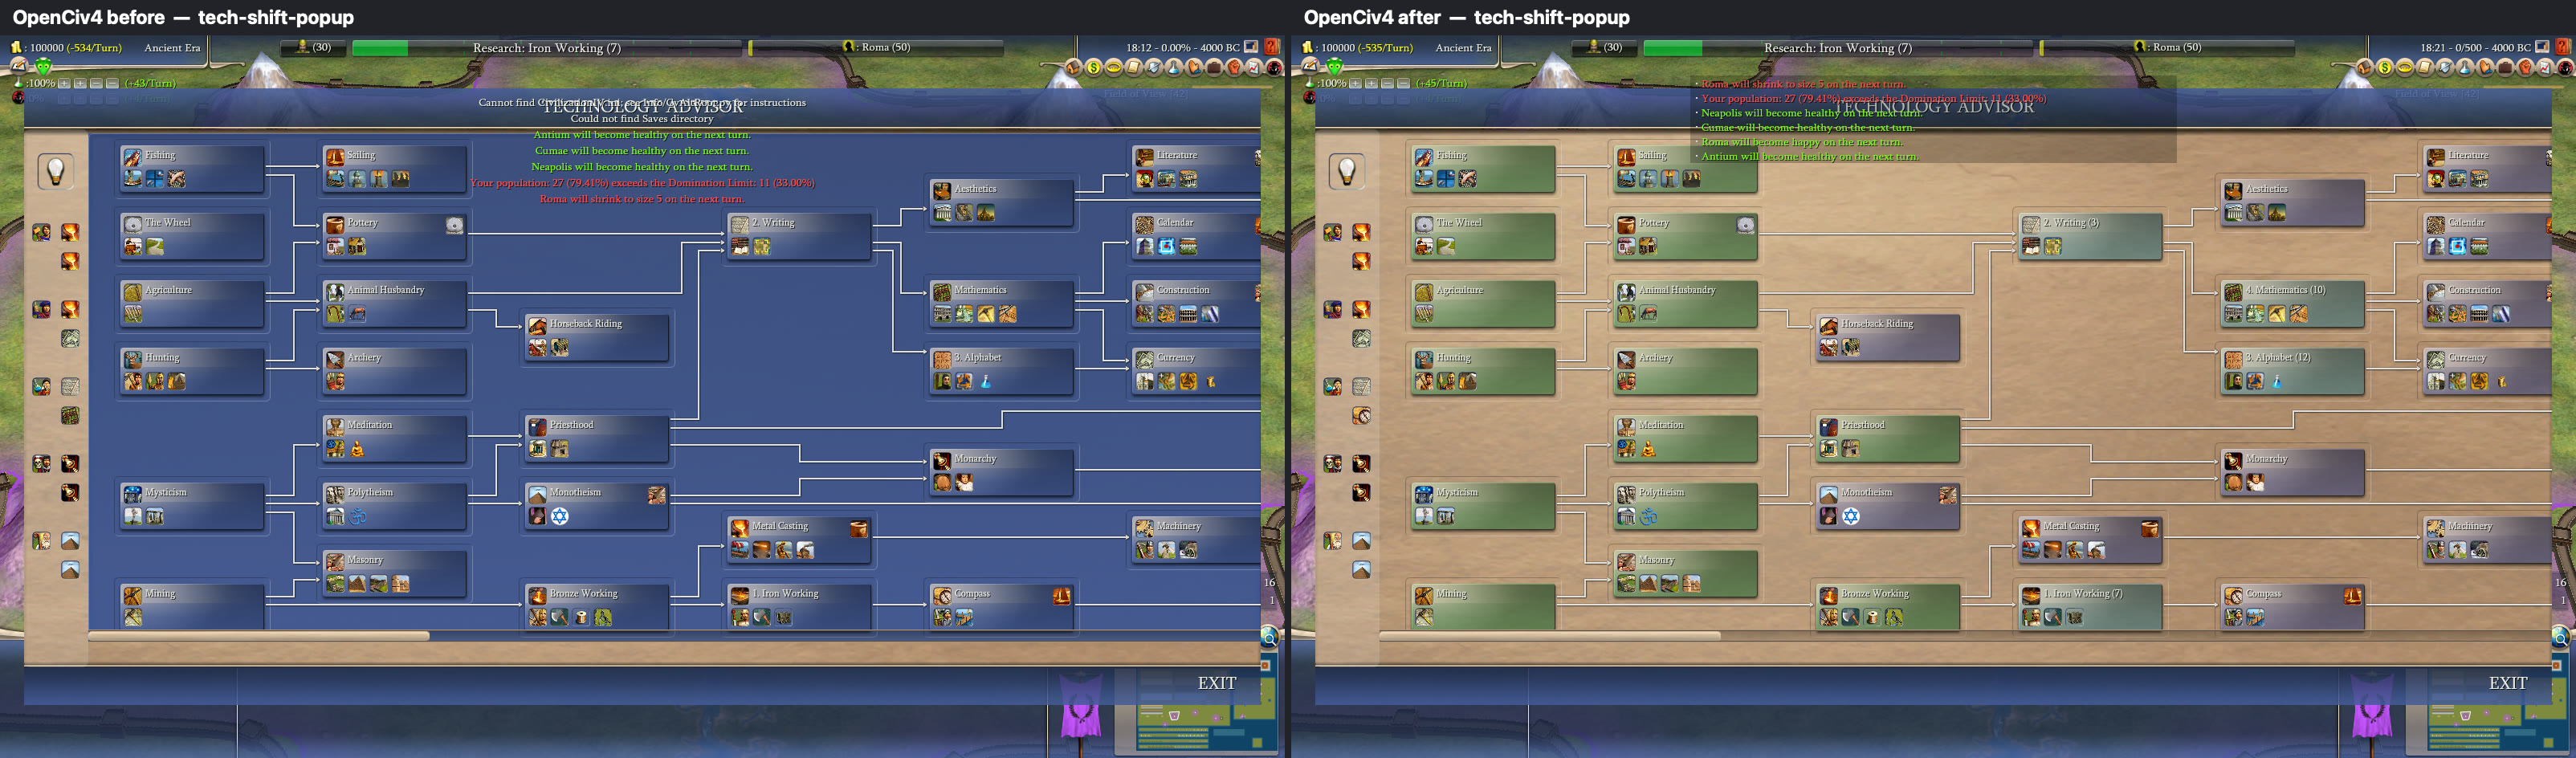 OpenCiv4 before — tech-shift-popup
: 100000 (-534/Turn)
Ancient Era
(30)
Research: Iron Working (7)
: Roma (50)
18:12 - 0.00% - 4000 BC
:100%
(+43/Turn)
TECHNOLOGY ADVISOR
Could not find Saves directory
Antium will become healthy on the next turn.
Cumae will become healthy on the next turn.
Neapolis will become healthy on the next turn.
Your population: 27 (79.41%) exceeds the Domination Limit: 11 (33.00%)
Roma will shrink to size 5 on the next turn.
Fishing
Sailing
Literature
Aesthetics
The Wheel
Pottery
2. Writing
Calendar
Agriculture
Animal Husbandry
Mathematics
Construction
Horseback Riding
Hunting
Archery
3. Alphabet
Currency
Meditation
Priesthood
Monarchy
Mysticism
Polytheism
Monotheism
Metal Casting
Machinery
Masonry
Mining
Bronze Working
1. Iron Working
Compass
16
1
EXIT
OpenCiv4 after — tech-shift-popup
: 100000 (-535/Turn)
Ancient Era
(30)
Research: Iron Working (7)
: Roma (50)
18:21 - 0/500 - 4000 BC
:100%
(+45/Turn)
· Roma will shrink to size 5 on the next turn.
· Your population: 27 (79.41%) exceeds the Domination Limit: 11 (33.00%)
TECHNOLOGY ADVISOR
· Neapolis will become healthy on the next turn.
· Cumae will become healthy on the next turn.
· Roma will become happy on the next turn.
· Antium will become healthy on the next turn.
Fishing
Sailing
Literature
Aesthetics
The Wheel
Pottery
2. Writing (3)
Calendar
Agriculture
Animal Husbandry
4. Mathematics (10)
Construction
Horseback Riding
Hunting
Archery
3. Alphabet (12)
Currency
Meditation
Priesthood
Monarchy
Mysticism
Polytheism
Monotheism
Metal Casting
Machinery
Masonry
Mining
Bronze Working
1. Iron Working (7)
Compass
16
1
EXIT